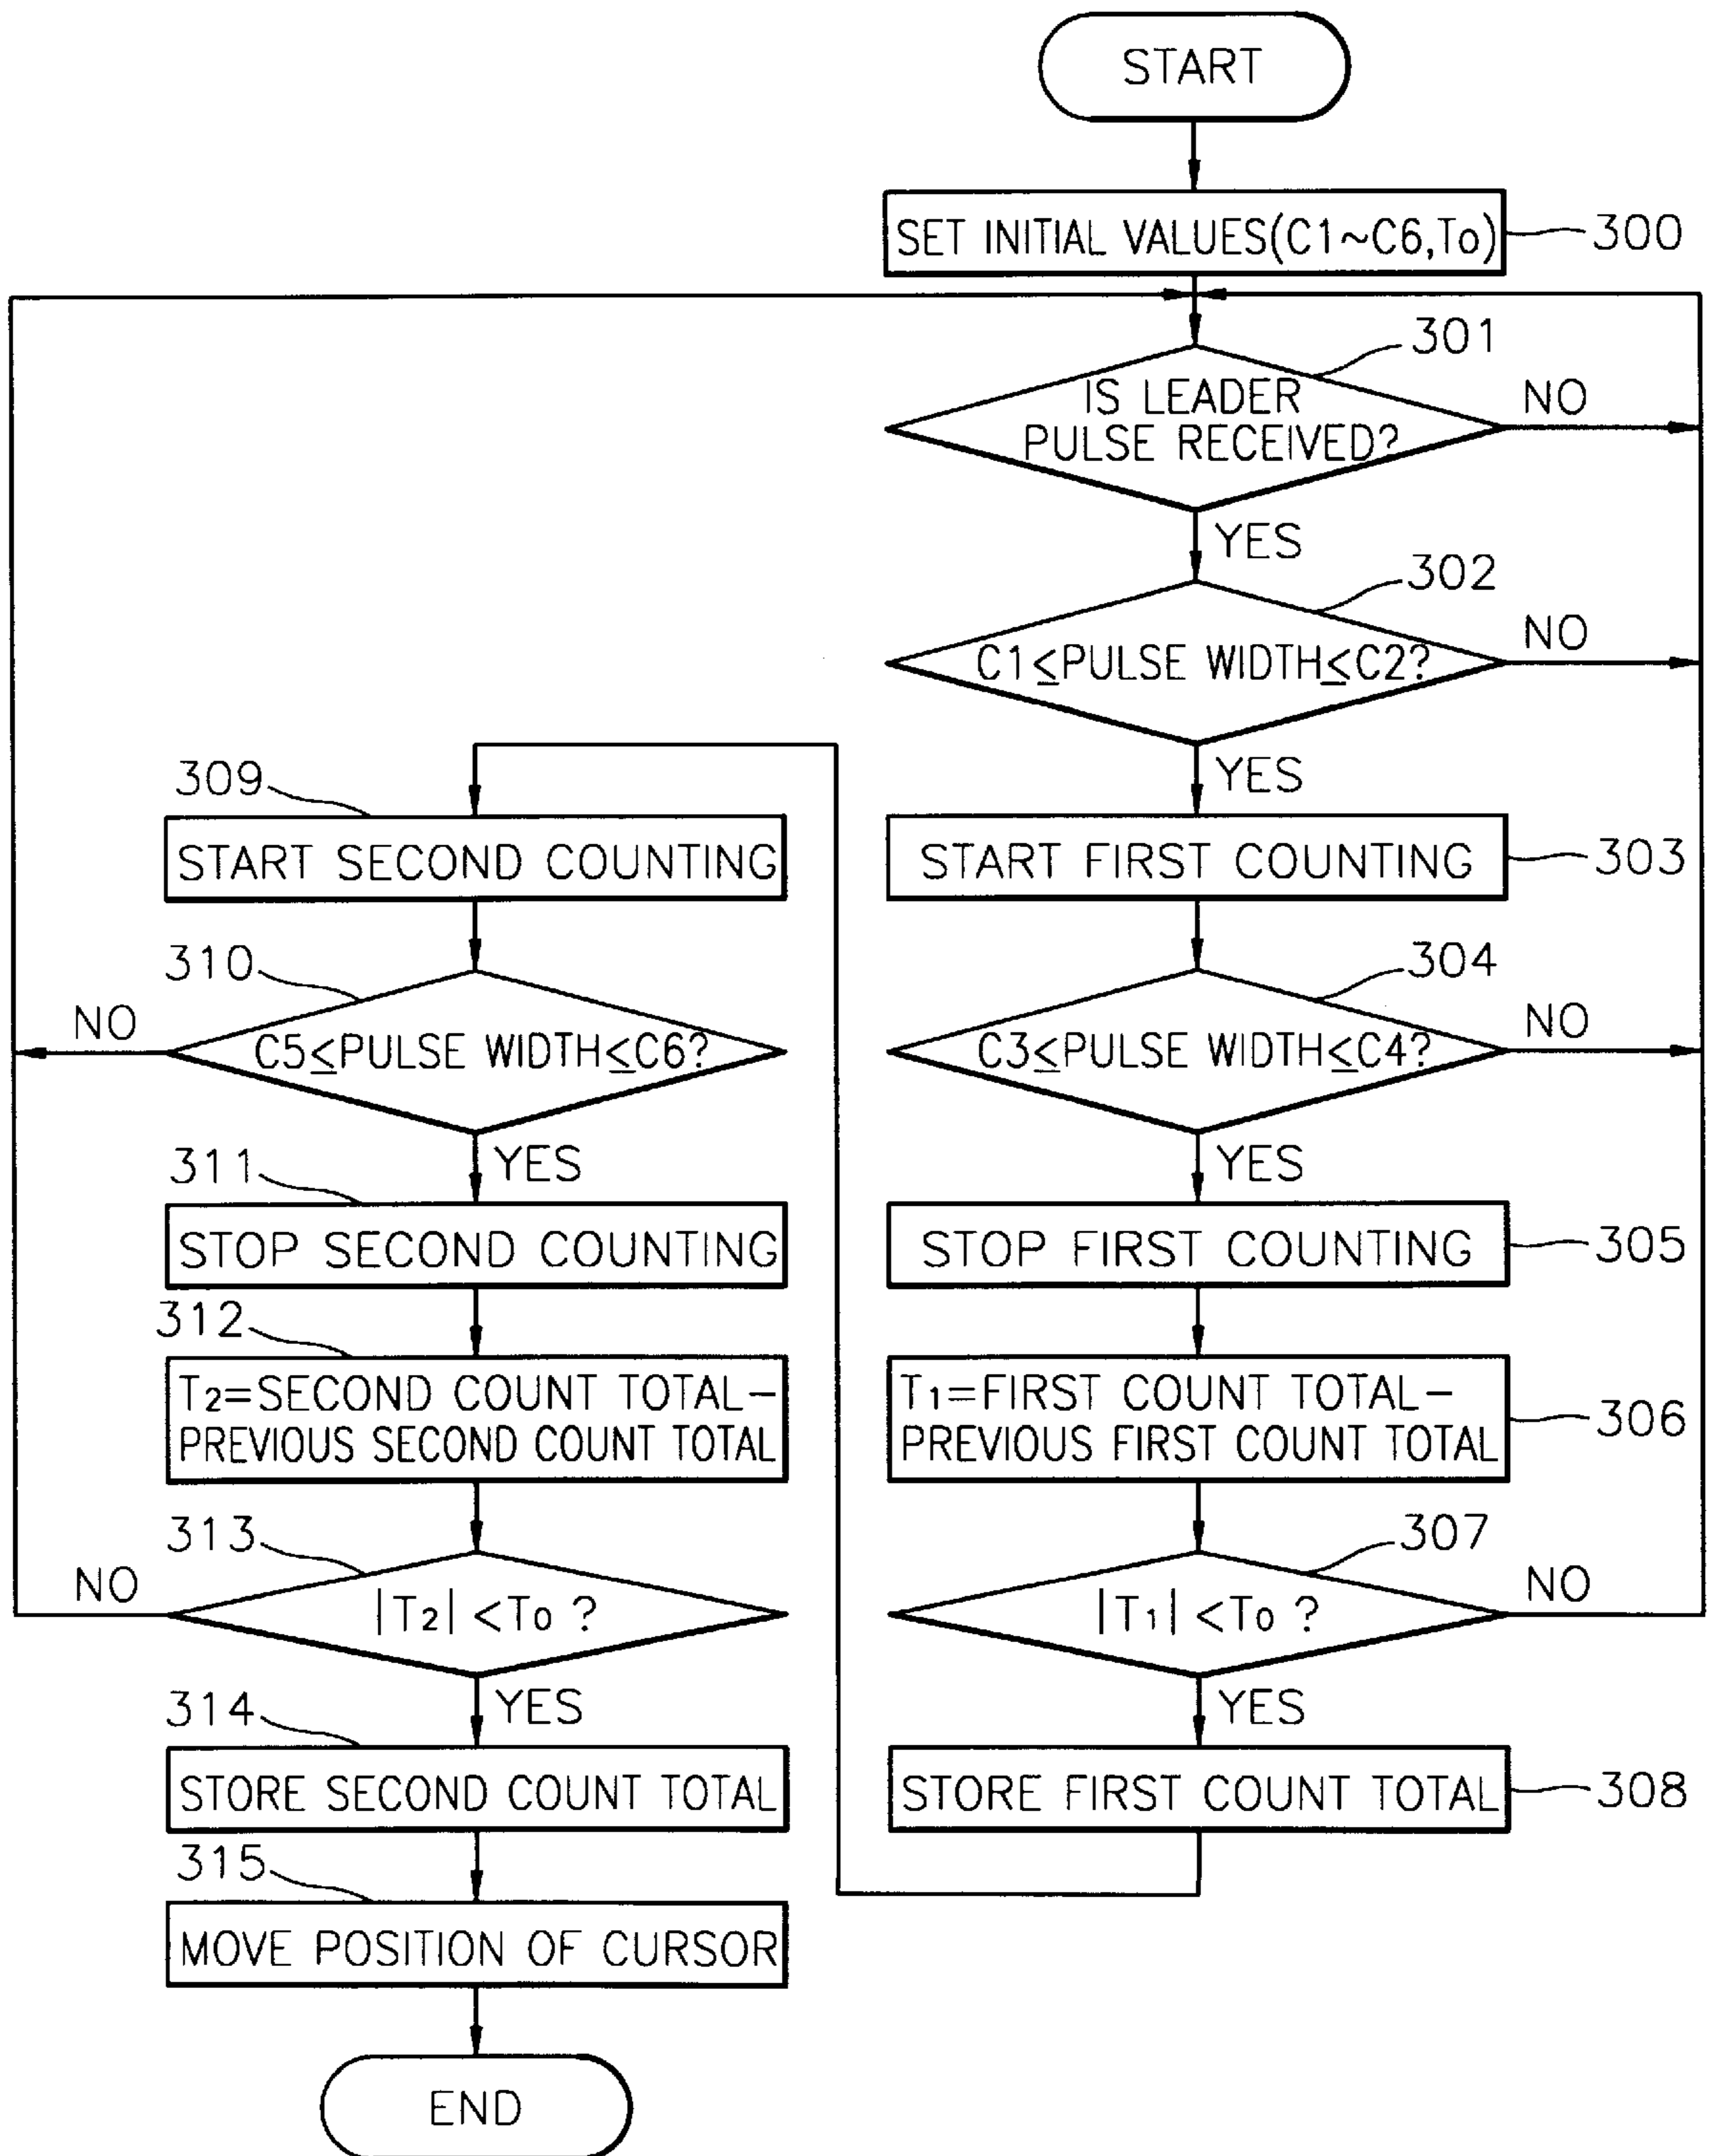 START
SET INITIAL VALUES(C1~C6,To)
300
301
IS LEADER
PULSE RECEIVED?
NO
YES
302
C1≤PULSE WIDTH≤C2?
NO
YES
START FIRST COUNTING
303
304
C3≤PULSE WIDTH≤C4?
NO
YES
STOP FIRST COUNTING
305
T1=FIRST COUNT TOTAL–
PREVIOUS FIRST COUNT TOTAL
306
307
|T1| <To ?
NO
YES
STORE FIRST COUNT TOTAL
308
309
START SECOND COUNTING
310
NO
C5≤PULSE WIDTH≤C6?
YES
311
STOP SECOND COUNTING
312
T2=SECOND COUNT TOTAL–
PREVIOUS SECOND COUNT TOTAL
313
NO
|T2| <To ?
YES
314
STORE SECOND COUNT TOTAL
315
MOVE POSITION OF CURSOR
END